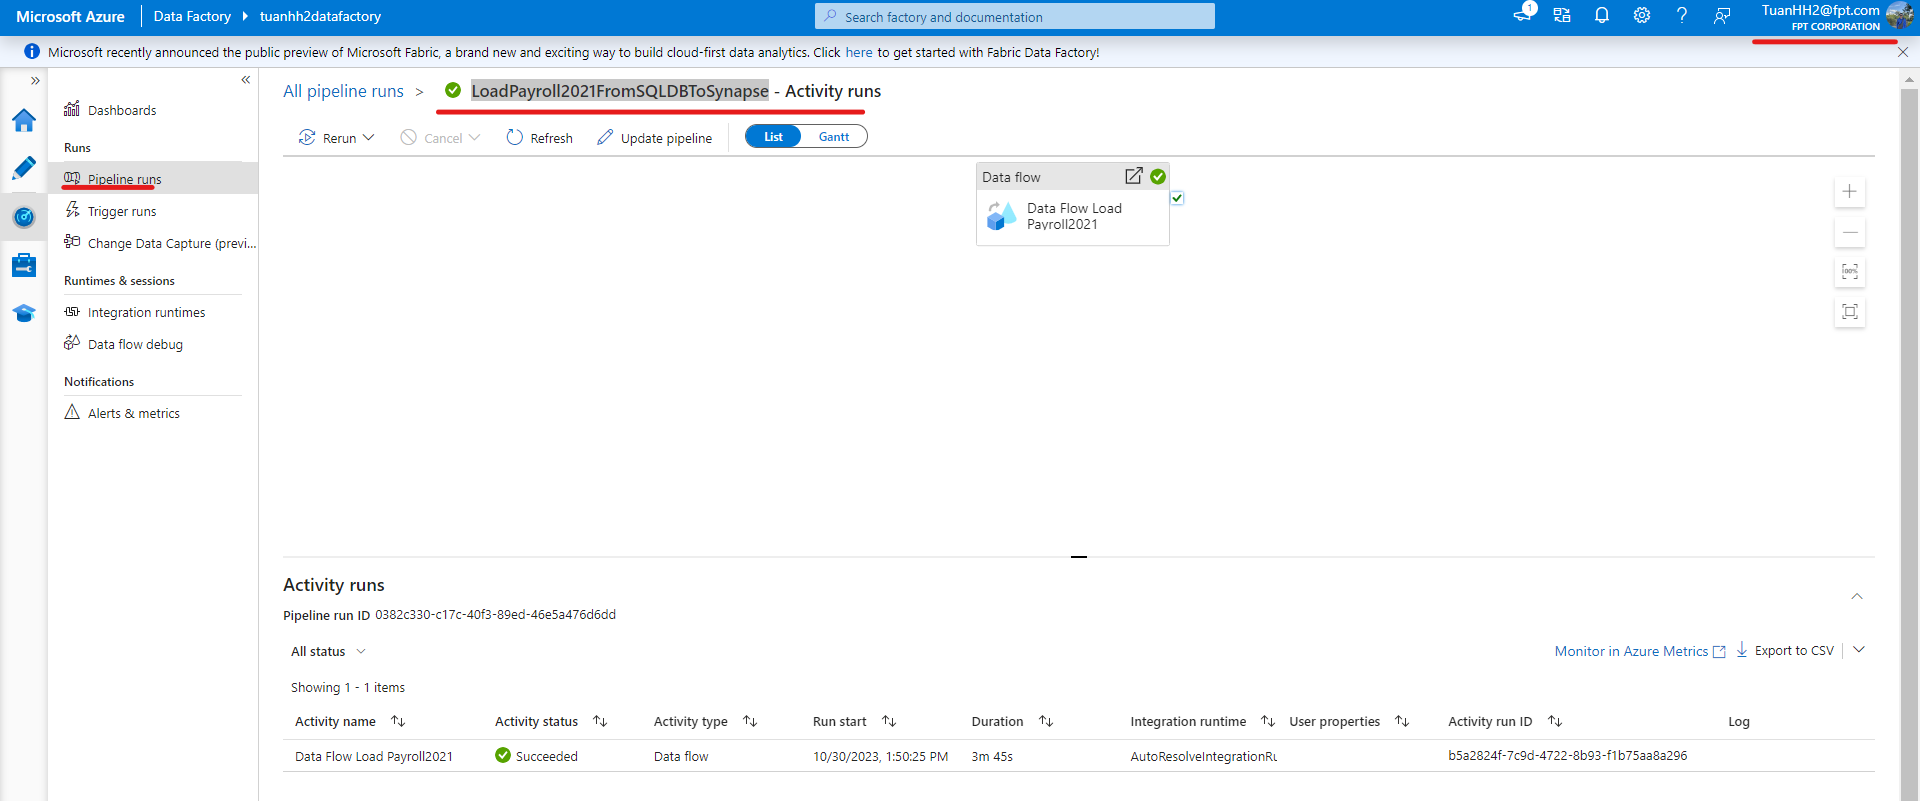 Microsoft Azure
Data Factory
tuanhh2datafactory
Search factory and documentation
1
TuanHH2@fpt.com
FPT CORPORATION
Microsoft recently announced the public preview of Microsoft Fabric, a brand new and exciting way to build cloud-first data analytics. Click here to get started with Fabric Data Factory!
Dashboards
Runs
Pipeline runs
Trigger runs
Change Data Capture (previ...
Runtimes & sessions
Integration runtimes
Data flow debug
Notifications
Alerts & metrics
All pipeline runs > LoadPayroll2021FromSQLDBToSynapse - Activity runs
Rerun
Cancel
Refresh
Update pipeline
List
Gantt
Data flow
Data Flow Load
Payroll2021
100%
Activity runs
Pipeline run ID 0382c330-c17c-40f3-89ed-46e5a476d6dd
All status
Monitor in Azure Metrics
Export to CSV
Showing 1 - 1 items
Activity name Activity status Activity type Run start Duration Integration runtime User properties Activity run ID Log
Data Flow Load Payroll2021 Succeeded Data flow 10/30/2023, 1:50:25 PM 3m 45s AutoResolveIntegrationRu b5a2824f-7c9d-4722-8b93-f1b75aa8a296